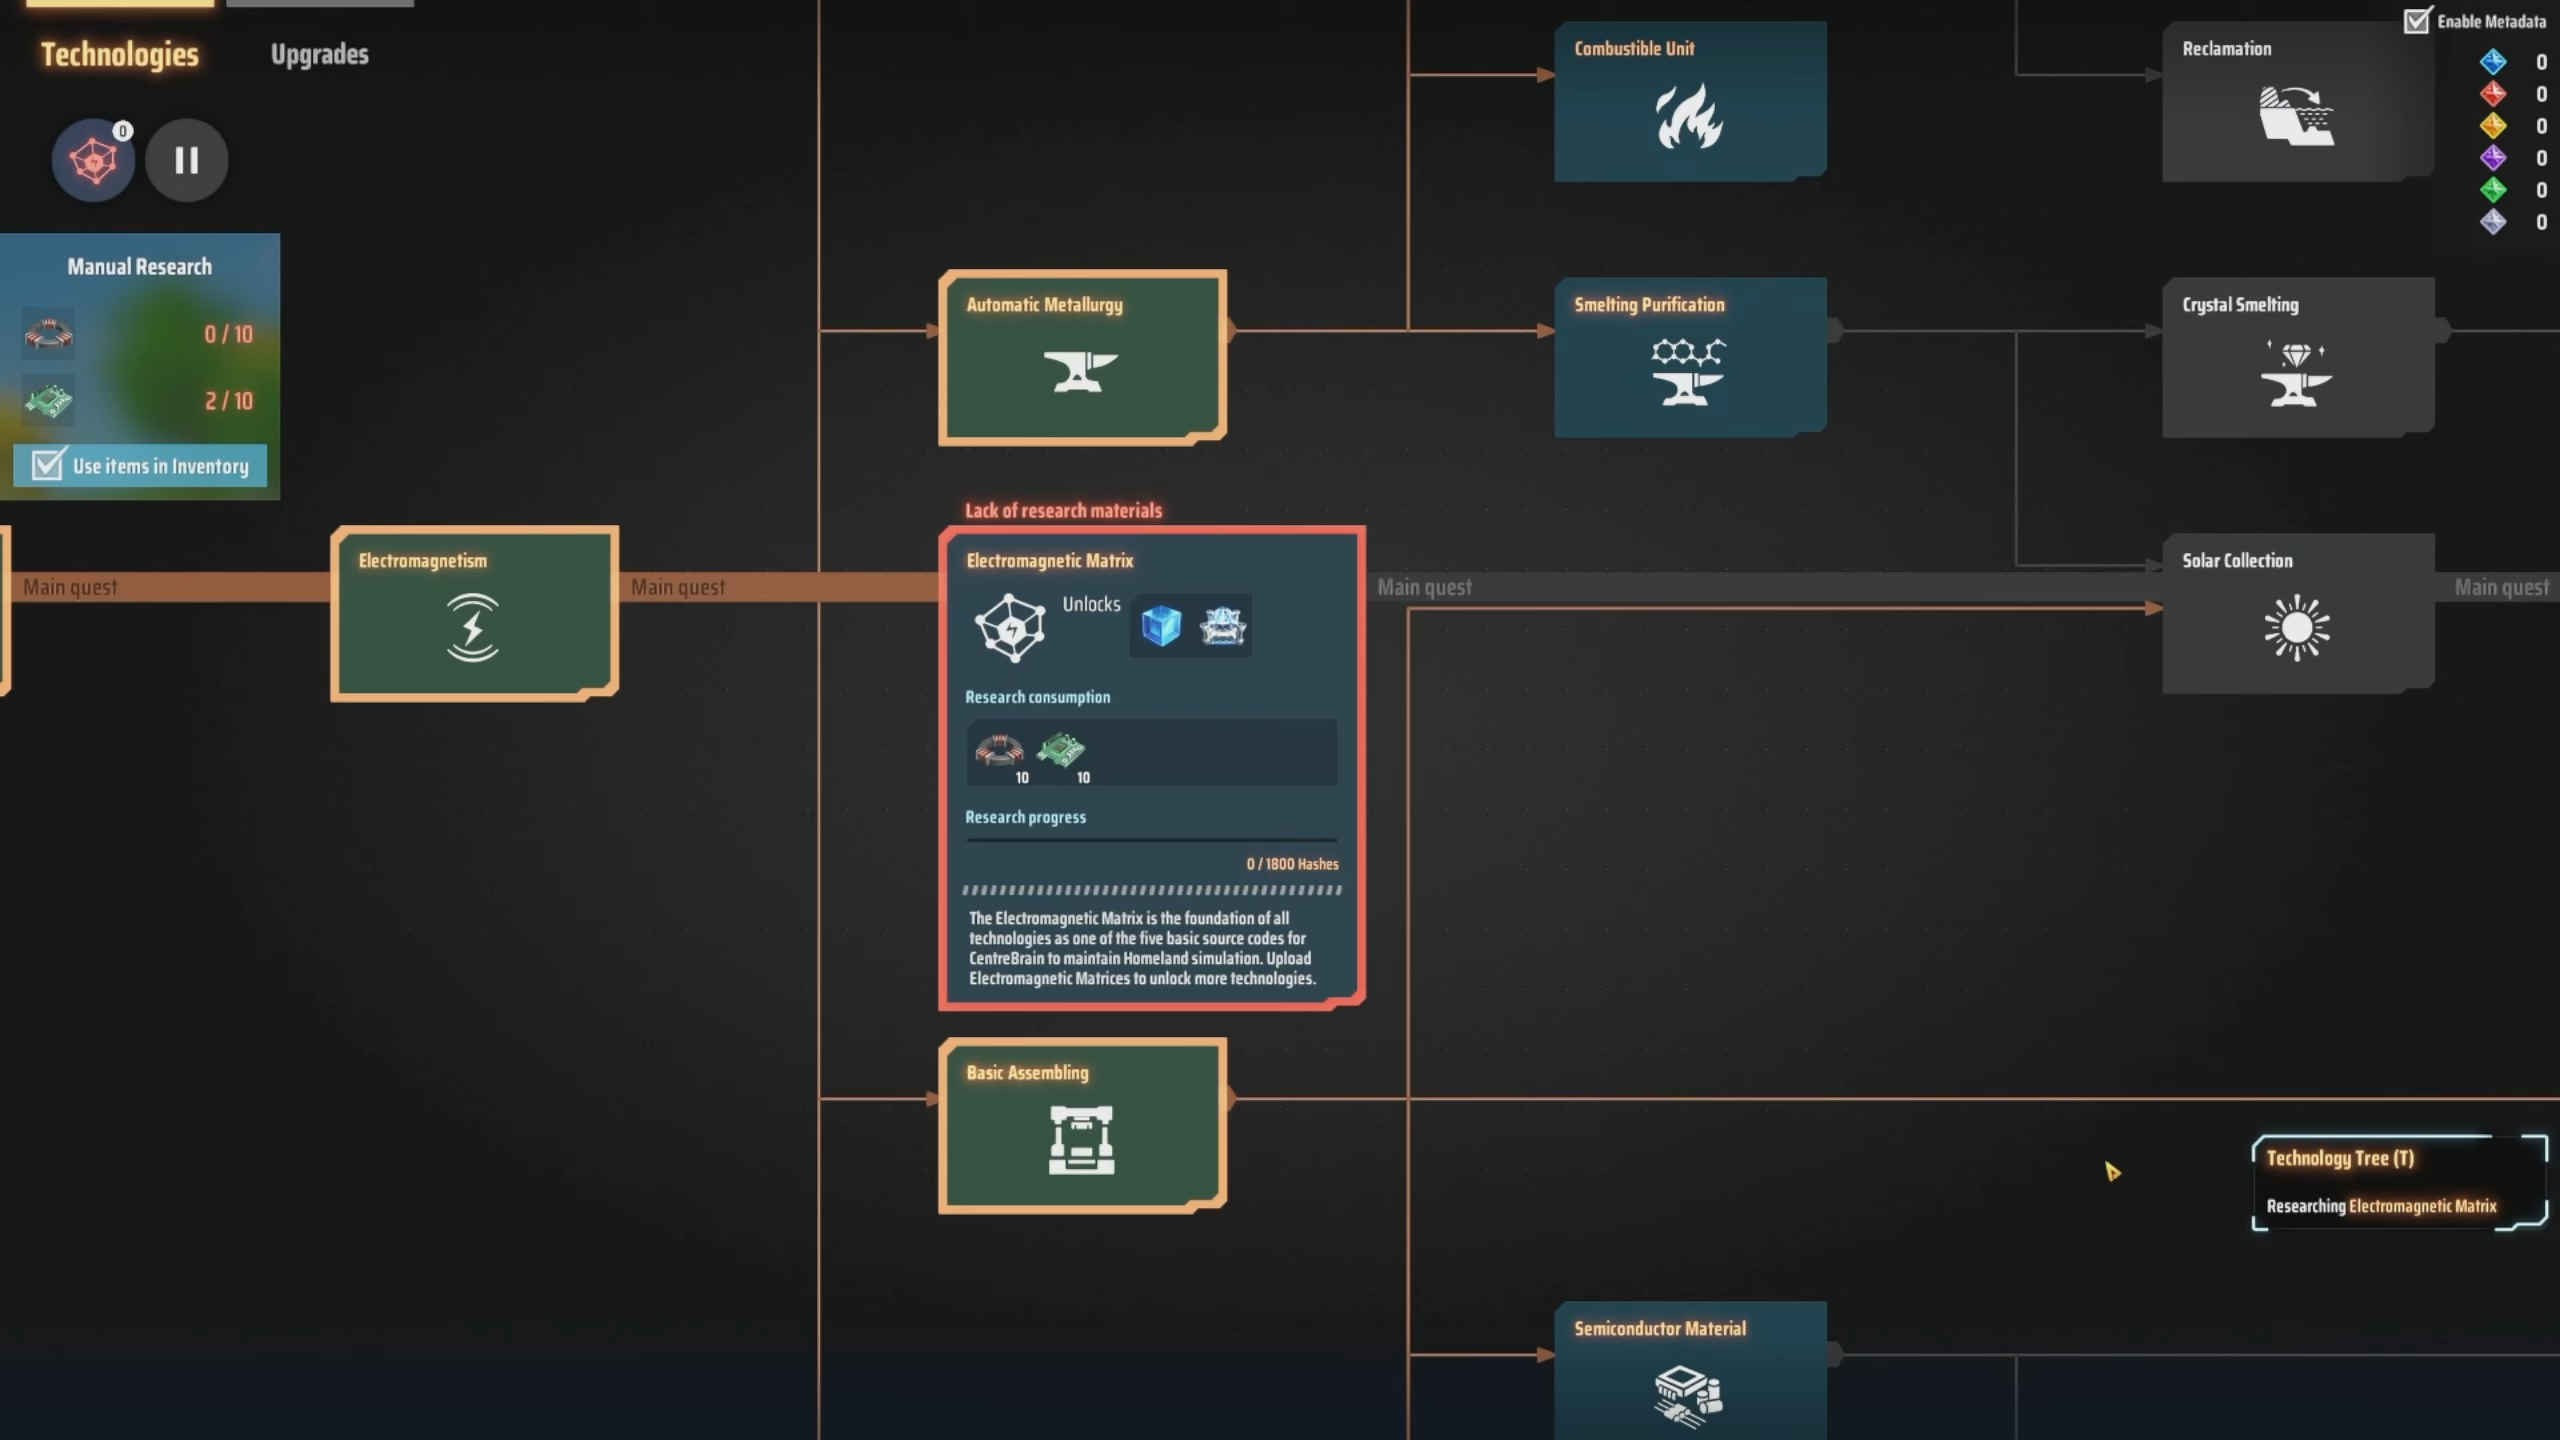 Technologies
Upgrades
0
Manual Research
0 / 10
2 / 10
Use items in Inventory
Main quest
Electromagnetism
Main quest
Automatic Metallurgy
Lack of research materials
Electromagnetic Matrix
Unlocks
Research consumption
10
10
Research progress
0 / 1800 Hashes
The Electromagnetic Matrix is the foundation of all
technologies as one of the five basic source codes for
CentreBrain to maintain Homeland simulation. Upload
Electromagnetic Matrices to unlock more technologies.
Basic Assembling
Main quest
Combustible Unit
Smelting Purification
Semiconductor Material
Reclamation
Crystal Smelting
Solar Collection
Main quest
Enable Metadata
0
0
0
0
0
0
Technology Tree (T)
Researching Electromagnetic Matrix